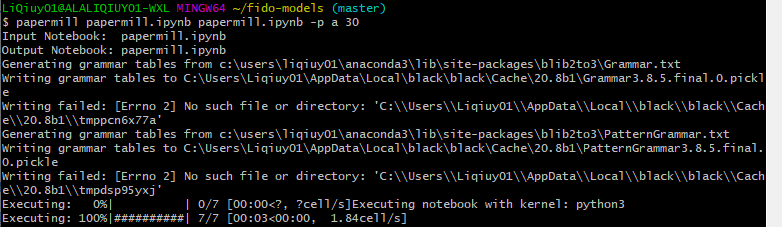 LiQiuy01@ALALIQIUY01-WXL MINGW64 ~/fido-models (master)
$ papermill papermill.ipynb papermill.ipynb -p a 30
Input Notebook:  papermill.ipynb
Output Notebook: papermill.ipynb
Generating grammar tables from c:\users\liqiuy01\anaconda3\lib\site-packages\blib2to3\Grammar.txt
Writing grammar tables to C:\Users\Liqiuy01\AppData\Local\black\black\Cache\20.8b1\Grammar3.8.5.final.0.pickl
e
Writing failed: [Errno 2] No such file or directory: 'C:\\Users\\Liqiuy01\\AppData\\Local\\black\\black\\Cach
e\\20.8b1\\tmppcn6x77a'
Generating grammar tables from c:\users\liqiuy01\anaconda3\lib\site-packages\blib2to3\PatternGrammar.txt
Writing grammar tables to C:\Users\Liqiuy01\AppData\Local\black\black\Cache\20.8b1\PatternGrammar3.8.5.final.
0.pickle
Writing failed: [Errno 2] No such file or directory: 'C:\\Users\\Liqiuy01\\AppData\\Local\\black\\black\\Cach
e\\20.8b1\\tmpdsp95yxj'
Executing:   0%|          | 0/7 [00:00<?, ?cell/s]Executing notebook with kernel: python3
Executing: 100%|##########| 7/7 [00:03<00:00,  1.84cell/s]